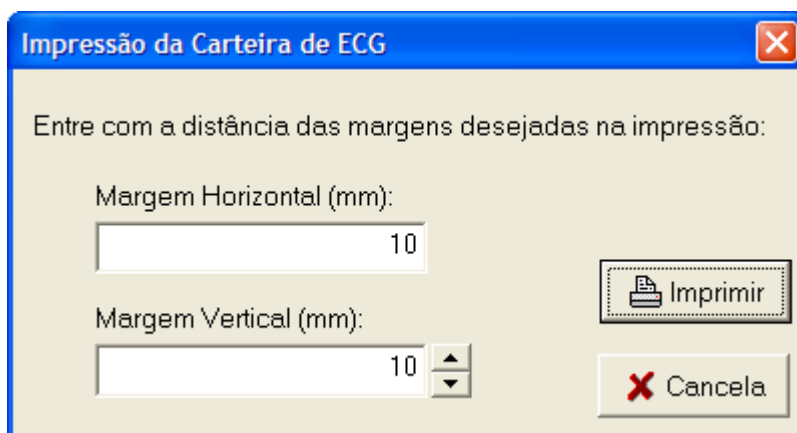 Impressão da Carteira de ECG
Entre com a distância das margens desejadas na impressão:
Margem Horizontal (mm):
10
Imprimir
Margem Vertical (mm):
10
Cancela